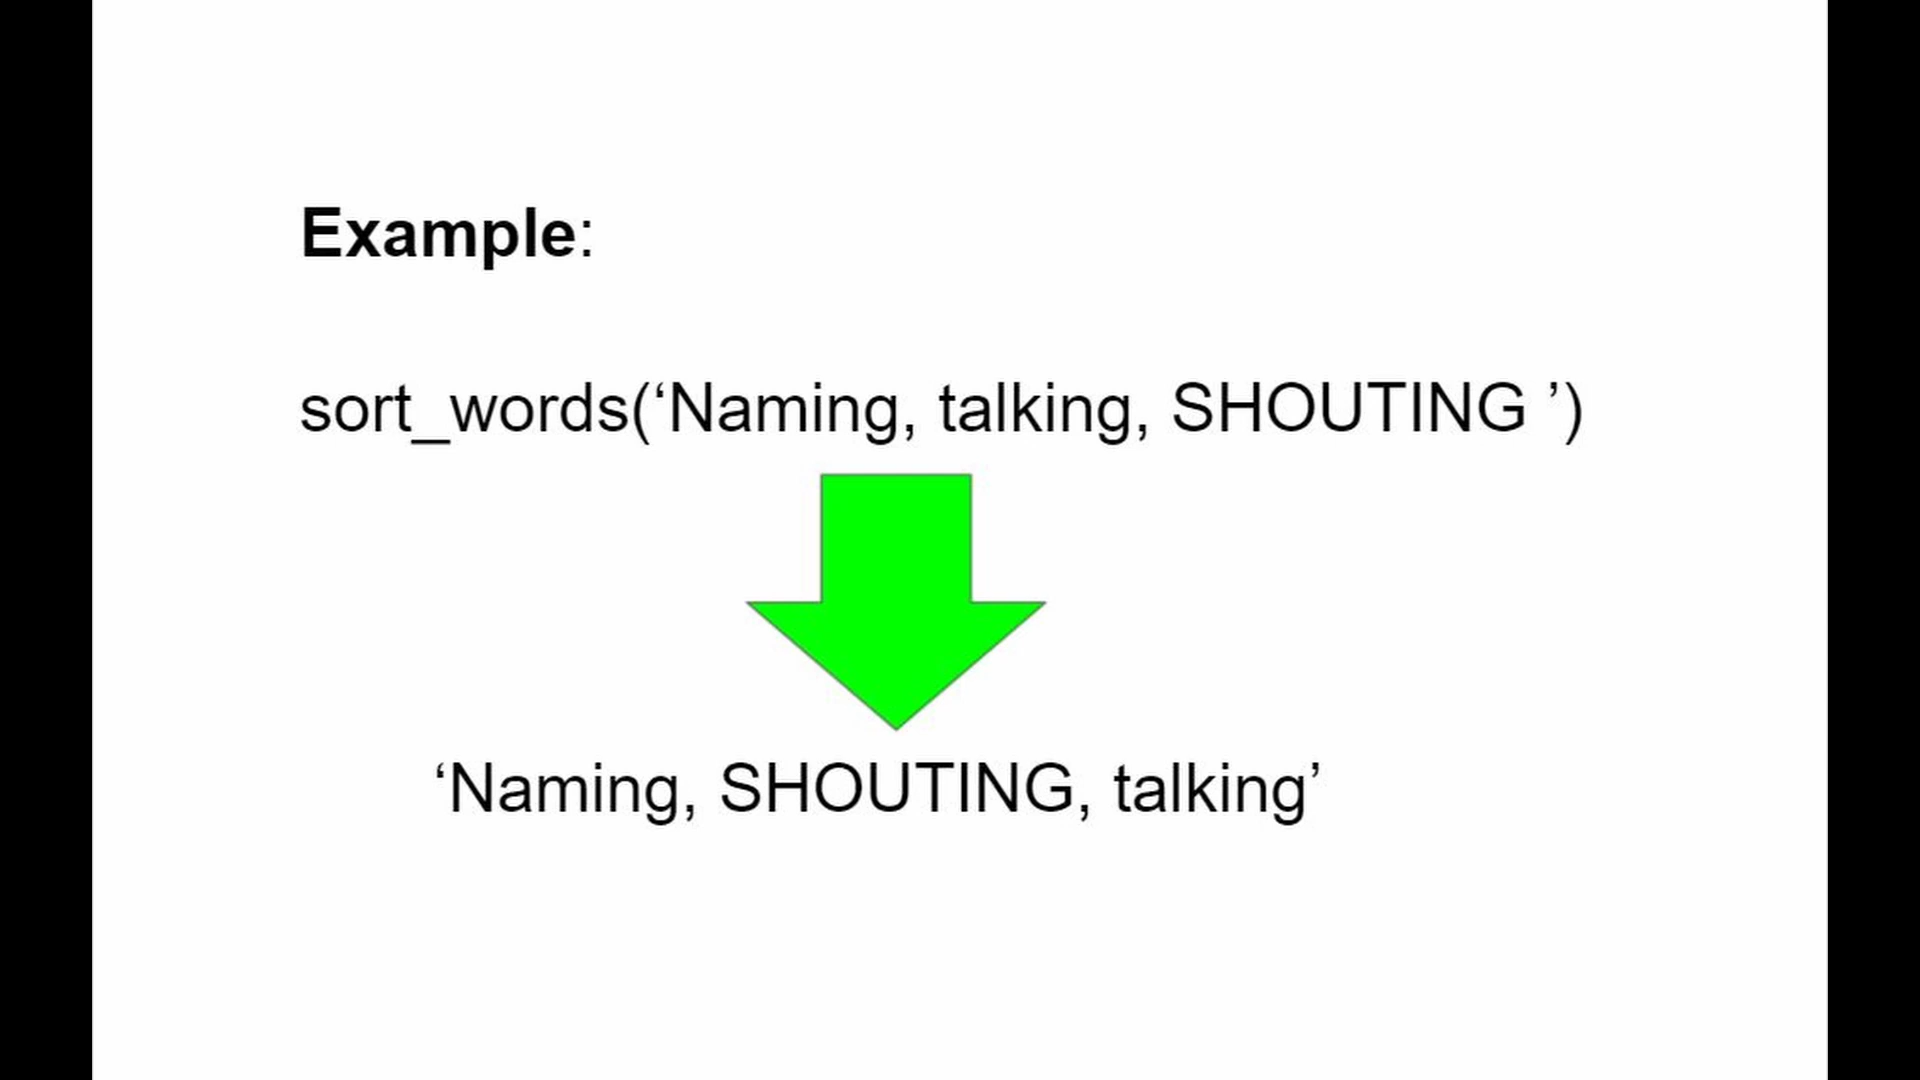 Example:
sort_words(‘Naming, talking, SHOUTING ’)
‘Naming, SHOUTING, talking’